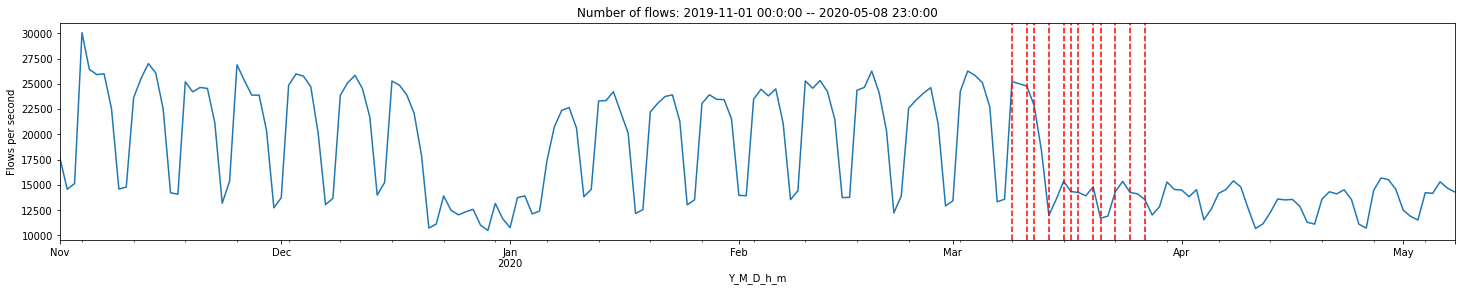 Number of flows: 2019-11-01 00:0:00 -- 2020-05-08 23:0:00
30000
27500
25000
22500
20000
17500
15000
12500
10000
Flows per second
Nov Dec Jan Feb Mar Apr May
2020
Y_M_D_h_m